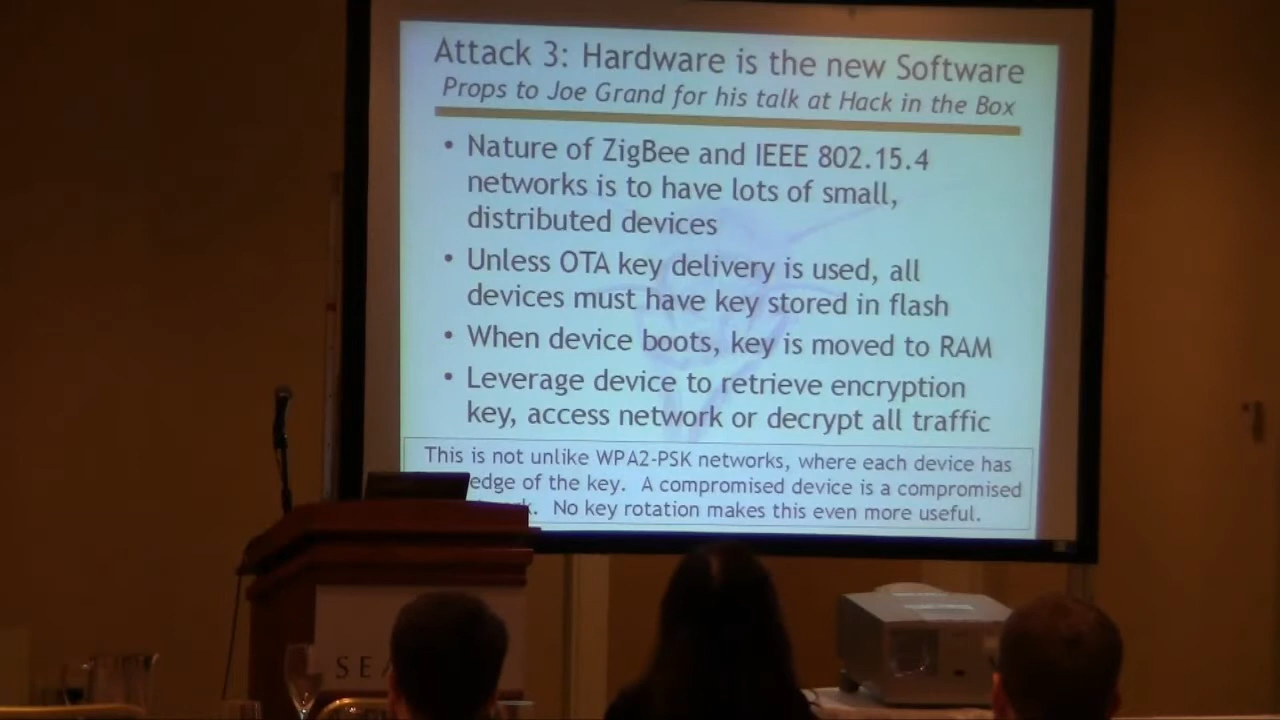 Attack 3: Hardware is the new Software
Props to Joe Grand for his talk at Hack in the Box
• Nature of ZigBee and IEEE 802.15.4
networks is to have lots of small,
distributed devices
• Unless OTA key delivery is used, all
devices must have key stored in flash
• When device boots, key is moved to RAM
• Leverage device to retrieve encryption
key, access network or decrypt all traffic
This is not unlike WPA2-PSK networks, where each device has
edge of the key. A compromised device is a compromised
k. No key rotation makes this even more useful.
SEA